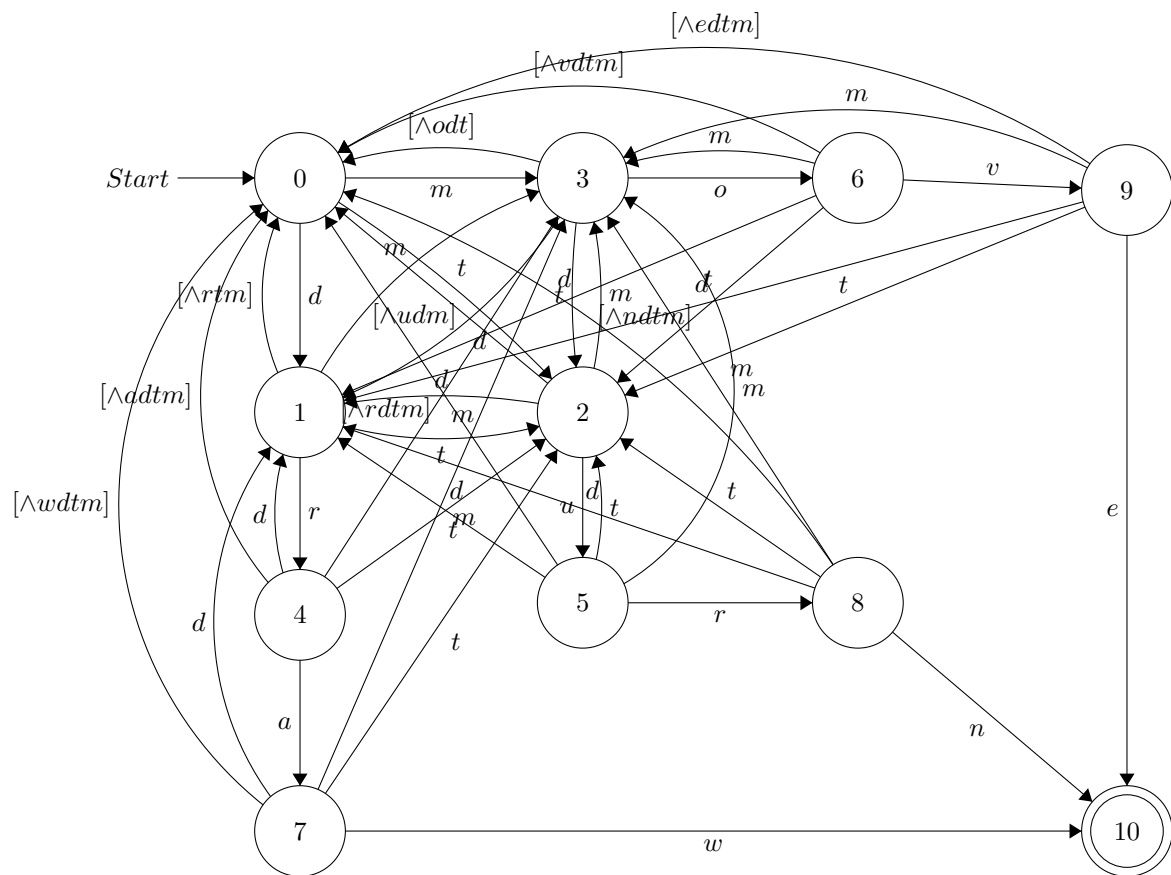 [∧edtm]
[∧vdtm]
m
[∧odt]
m
Start
0
3
6
v
9
m
o
m
t
d
t
d
t
m
d
t
[∧rtm]
d
[∧udm]
[∧ndtm]
d
m
m
[∧adtm]
d
[∧rdtm]
m
1
2
t
[∧wdtm]
d
m
t
d
r
d
u
t
t
e
4
5
8
r
d
t
a
n
7
w
10